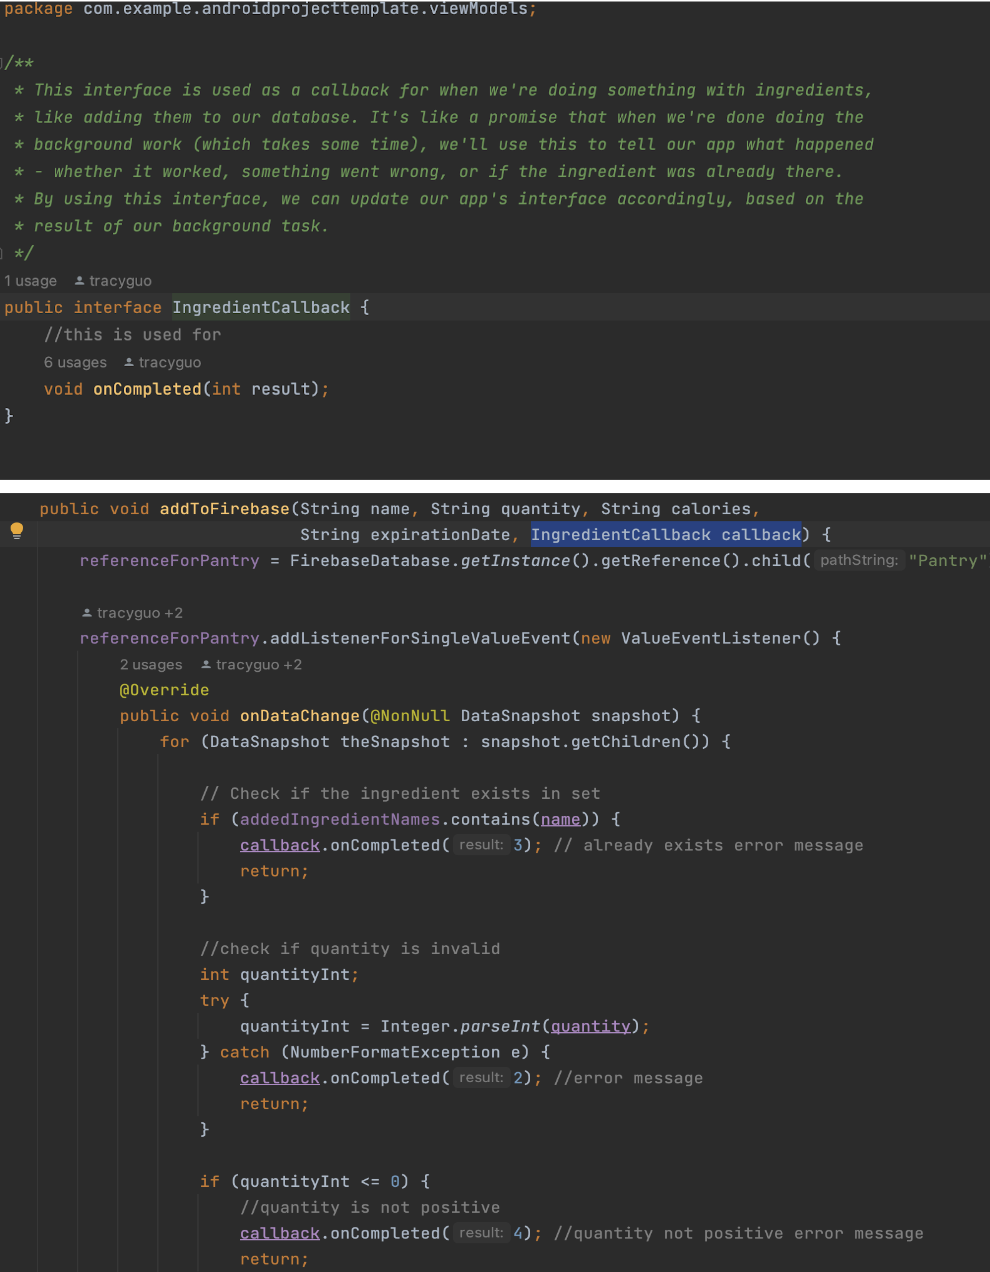 package com.example.androidprojecttemplate.viewModels;
/**
* This interface is used as a callback for when we're doing something with ingredients,
* like adding them to our database. It's like a promise that when we're done doing the
* background work (which takes some time), we'll use this to tell our app what happened
* - whether it worked, something went wrong, or if the ingredient was already there.
* By using this interface, we can update our app's interface accordingly, based on the
* result of our background task.
*/
1 usage tracyguo
public interface IngredientCallback {
//this is used for
6 usages tracyguo
void onCompleted(int result);
}
public void addToFirebase(String name, String quantity, String calories,
String expirationDate, IngredientCallback callback) {
referenceForPantry = FirebaseDatabase.getInstance().getReference().child( pathString: "Pantry"
tracyguo +2
referenceForPantry.addListenerForSingleValueEvent(new ValueEventListener() {
2 usages tracyguo +2
@Override
public void onDataChange(@NonNull DataSnapshot snapshot) {
for (DataSnapshot theSnapshot : snapshot.getChildren()) {
// Check if the ingredient exists in set
if (addedIngredientNames.contains(name)) {
callback.onCompleted( result: 3); // already exists error message
return;
}
//check if quantity is invalid
int quantityInt;
try {
quantityInt = Integer.parseInt(quantity);
} catch (NumberFormatException e) {
callback.onCompleted( result: 2); //error message
return;
}
if (quantityInt <= 0) {
//quantity is not positive
callback.onCompleted( result: 4); //quantity not positive error message
return;